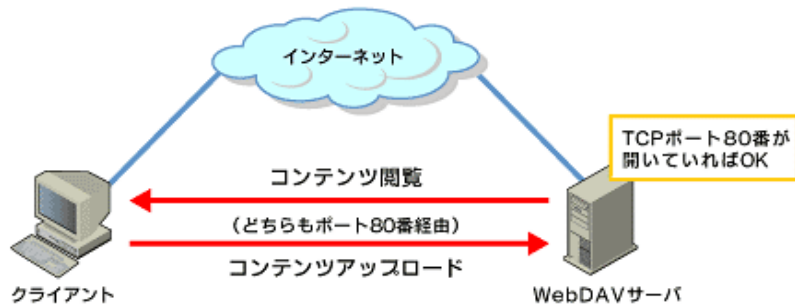 インターネット
TCPポート80番が
開いていればOK
コンテンツ閲覧
(どちらもポート80番経由)
コンテンツアップロード
クライアント
WebDAVサーバ